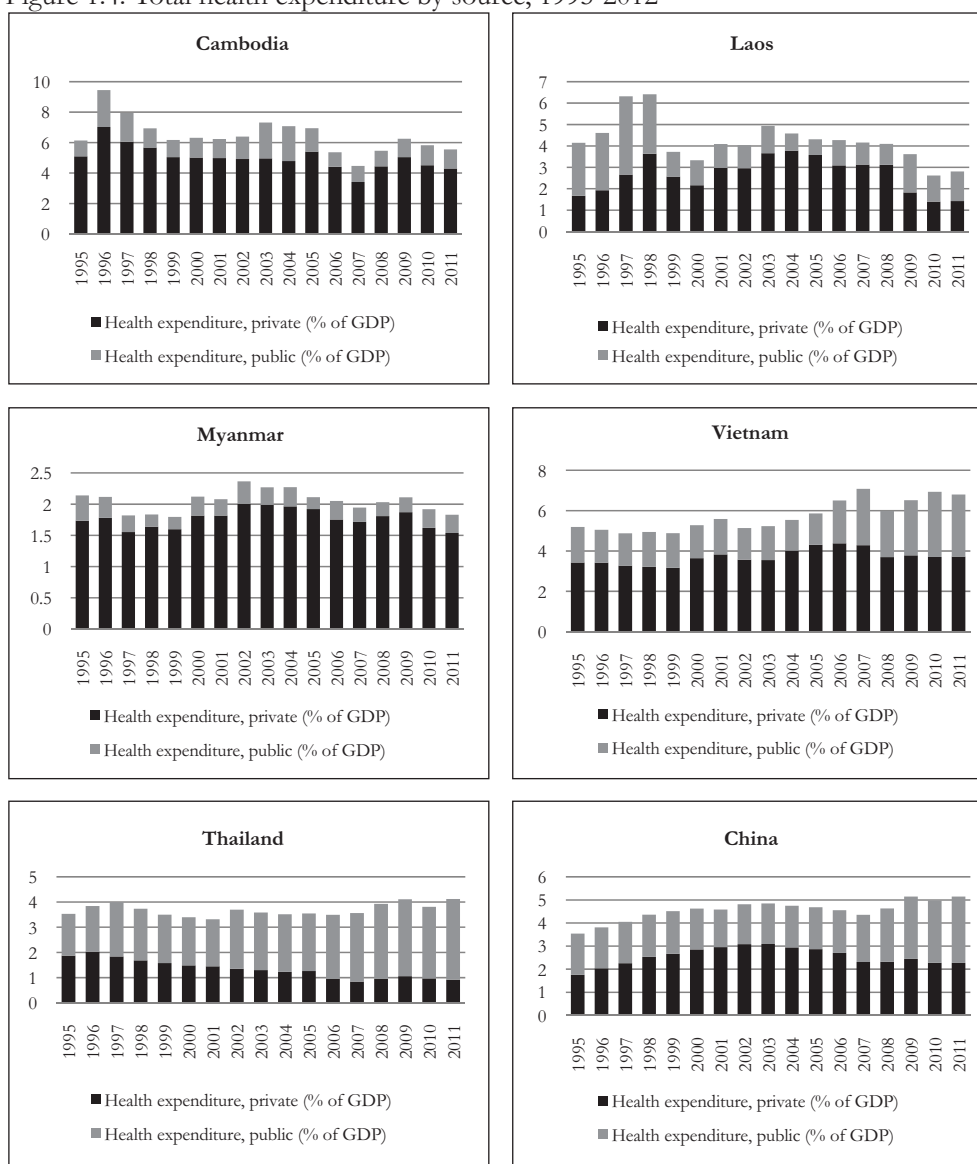 Figure 1.4: Total health expenditure by source, 1995-2012
Cambodia
10
8
6
4
2
0
1995 1996 1997 1998 1999 2000 2001 2002 2003 2004 2005 2006 2007 2008 2009 2010 2011
Health expenditure, private (% of GDP)
Health expenditure, public (% of GDP)
Laos
7
6
5
4
3
2
1
0
1995 1996 1997 1998 1999 2000 2001 2002 2003 2004 2005 2006 2007 2008 2009 2010 2011
Health expenditure, private (% of GDP)
Health expenditure, public (% of GDP)
Myanmar
2.5
2
1.5
1
0.5
0
1995 1996 1997 1998 1999 2000 2001 2002 2003 2004 2005 2006 2007 2008 2009 2010 2011
Health expenditure, private (% of GDP)
Health expenditure, public (% of GDP)
Vietnam
8
6
4
2
0
1995 1996 1997 1998 1999 2000 2001 2002 2003 2004 2005 2006 2007 2008 2009 2010 2011
Health expenditure, private (% of GDP)
Health expenditure, public (% of GDP)
Thailand
5
4
3
2
1
0
1995 1996 1997 1998 1999 2000 2001 2002 2003 2004 2005 2006 2007 2008 2009 2010 2011
Health expenditure, private (% of GDP)
Health expenditure, public (% of GDP)
China
6
5
4
3
2
1
0
1995 1996 1997 1998 1999 2000 2001 2002 2003 2004 2005 2006 2007 2008 2009 2010 2011
Health expenditure, private (% of GDP)
Health expenditure, public (% of GDP)